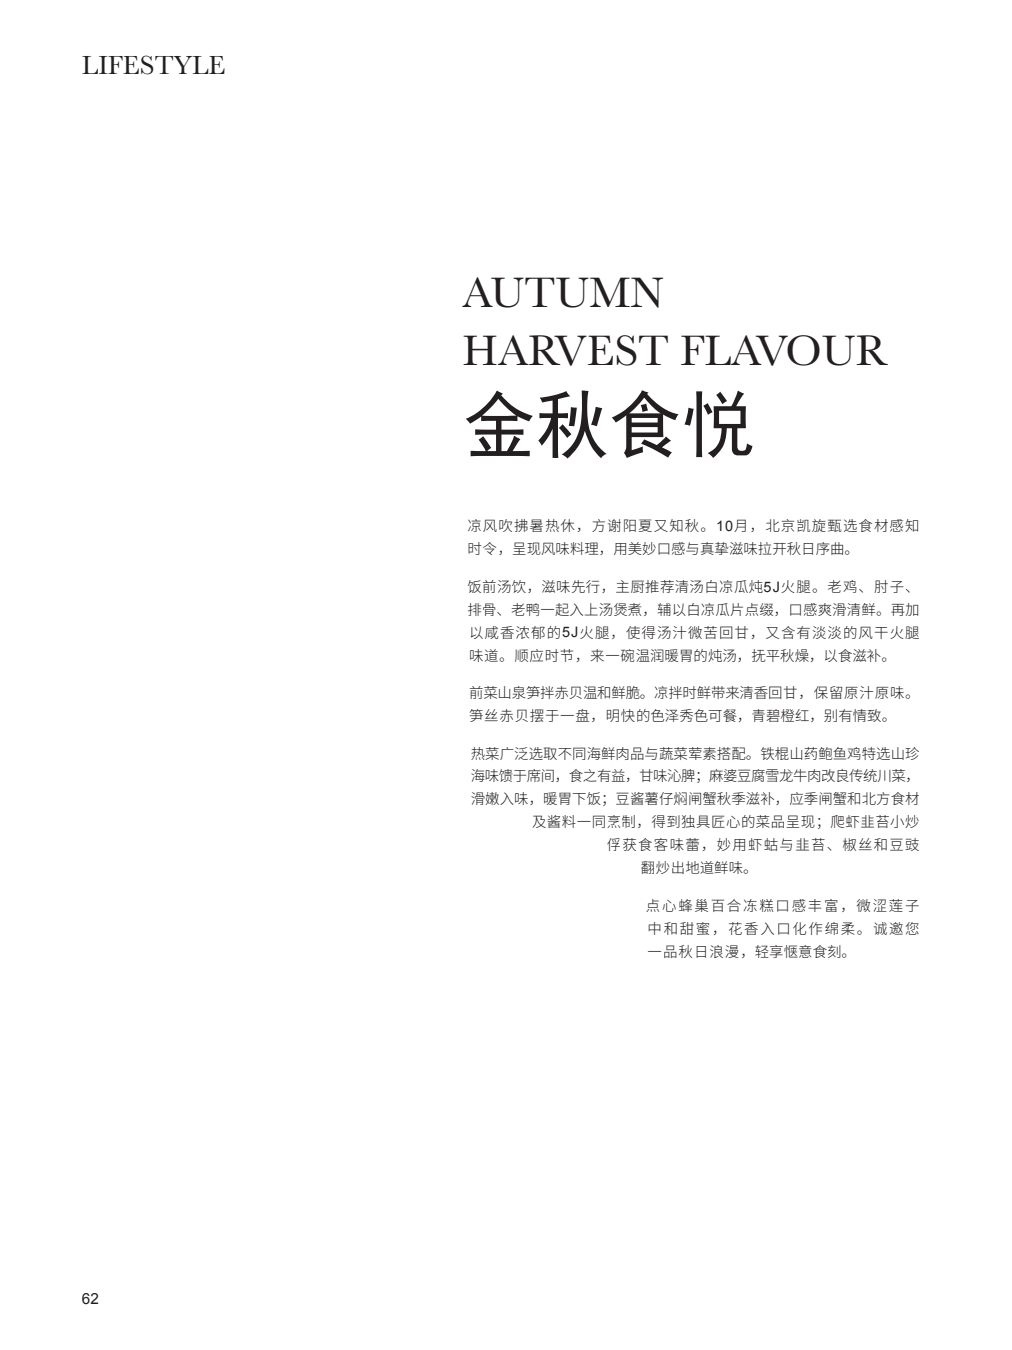 LIFESTYLE
AUTUMN
HARVEST FLAVOUR
金秋食悦
凉风吹拂暑热休，方谢阳夏又知秋。10月，北京凯旋甄选食材感知
时令，呈现风味料理，用美妙口感与真挚滋味拉开秋日序曲。
饭前汤饮，滋味先行，主厨推荐清汤白凉瓜炖5J火腿。老鸡、肘子、
排骨、老鸭一起入上汤煲煮，辅以白凉瓜片点缀，口感爽滑清鲜。再加
以咸香浓郁的5J火腿，使得汤汁微苦回甘，又含有淡淡的风干火腿
味道。顺应时节，来一碗温润暖胃的炖汤，抚平秋燥，以食滋补。
前菜山泉笋拌赤贝温和鲜脆。凉拌时鲜带来清香回甘，保留原汁原味。
笋丝赤贝摆于一盘，明快的色泽秀色可餐，青碧橙红，别有情致。
热菜广泛选取不同海鲜肉品与蔬菜荤素搭配。铁棍山药鲍鱼鸡特选山珍
海味馈于席间，食之有益，甘味沁脾；麻婆豆腐雪龙牛肉改良传统川菜，
滑嫩入味，暖胃下饭；豆酱薯仔焖闸蟹秋季滋补，应季闸蟹和北方食材
及酱料一同烹制，得到独具匠心的菜品呈现；爬虾韭苔小炒
俘获食客味蕾，妙用虾蛄与韭苔、椒丝和豆豉
翻炒出地道鲜味。
点心蜂巢百合冻糕口感丰富，微涩莲子
中和甜蜜，花香入口化作绵柔。诚邀您
一品秋日浪漫，轻享惬意食刻。
62